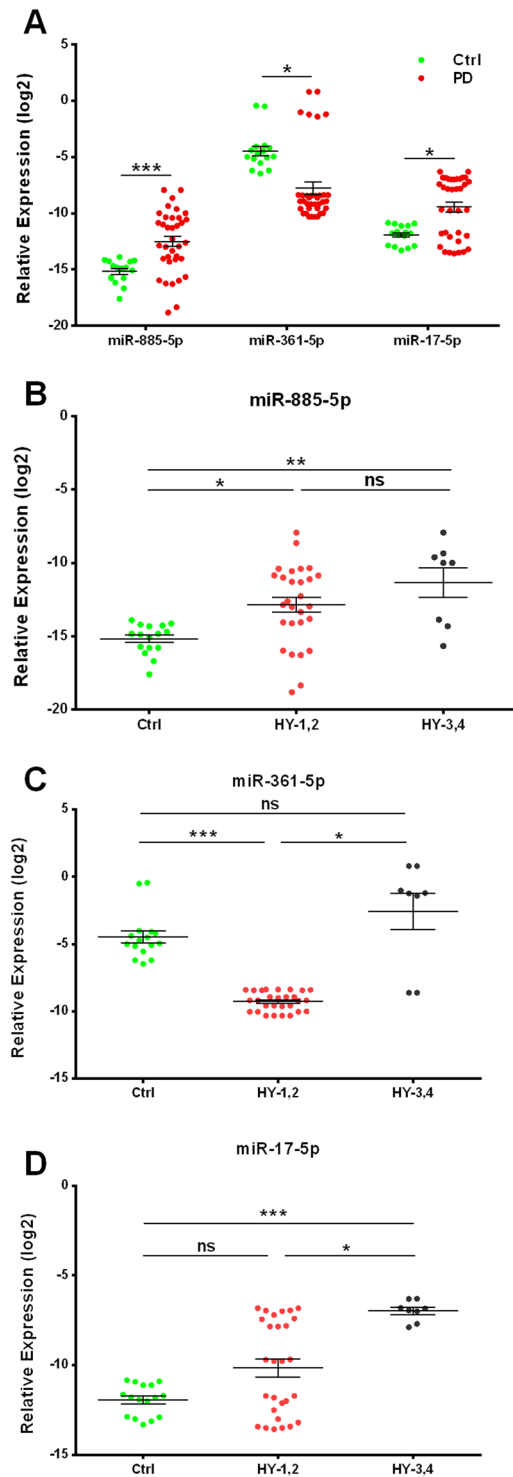 A
Relative Expression (log2)
5
0
-5
-10
-15
-20
Ctrl
PD
***
*
*
miR-885-5p
miR-361-5p
miR-17-5p
B
miR-885-5p
Relative Expression (log2)
0
-5
-10
-15
-20
**
*
ns
Ctrl
HY-1,2
HY-3,4
C
miR-361-5p
Relative Expression (log2)
5
0
-5
-10
-15
ns
***
*
Ctrl
HY-1,2
HY-3,4
D
miR-17-5p
Relative Expression (log2)
0
-5
-10
-15
***
ns
*
Ctrl
HY-1,2
HY-3,4